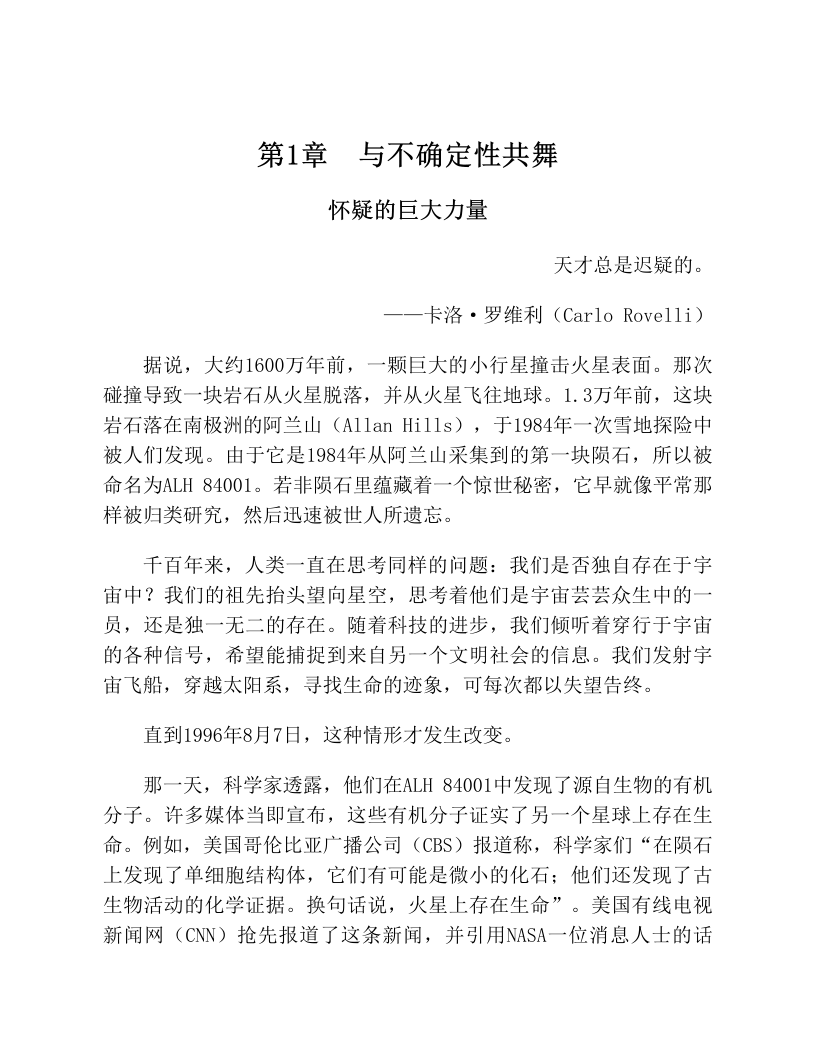 第1章　与不确定性共舞
怀疑的巨大力量
天才总是迟疑的。
——卡洛·罗维利（Carlo Rovelli）
据说，大约1600万年前，一颗巨大的小行星撞击火星表面。那次
碰撞导致一块岩石从火星脱落，并从火星飞往地球。1.3万年前，这块
岩石落在南极洲的阿兰山（Allan Hills），于1984年一次雪地探险中
被人们发现。由于它是1984年从阿兰山采集到的第一块陨石，所以被
命名为ALH 84001。若非陨石里蕴藏着一个惊世秘密，它早就像平常那
样被归类研究，然后迅速被世人所遗忘。
千百年来，人类一直在思考同样的问题：我们是否独自存在于宇
宙中？我们的祖先抬头望向星空，思考着他们是宇宙芸芸众生中的一
员，还是独一无二的存在。随着科技的进步，我们倾听着穿行于宇宙
的各种信号，希望能捕捉到来自另一个文明社会的信息。我们发射宇
宙飞船，穿越太阳系，寻找生命的迹象，可每次都以失望告终。
直到1996年8月7日，这种情形才发生改变。
那一天，科学家透露，他们在ALH 84001中发现了源自生物的有机
分子。许多媒体当即宣布，这些有机分子证实了另一个星球上存在生
命。例如，美国哥伦比亚广播公司（CBS）报道称，科学家们“在陨石
上发现了单细胞结构体，它们有可能是微小的化石；他们还发现了古
生物活动的化学证据。换句话说，火星上存在生命”。美国有线电视
新闻网（CNN）抢先报道了这条新闻，并引用NASA一位消息人士的话